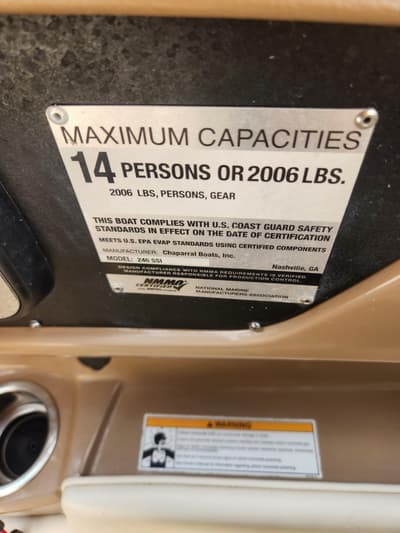 MAXIMUM CAPACITIES
14 PERSONS OR 2006 LBS.
2006 LBS, PERSONS, GEAR
THIS BOAT COMPLIES WITH U.S. COAST GUARD SAFETY
STANDARDS IN EFFECT ON THE DATE OF CERTIFICATION
MEETS U.S. EPA EVAP STANDARDS USING CERTIFIED COMPONENTS
MANUFACTURER: Chaparral Boats, Inc.
MODEL: 246 SSI Nashville, GA
DESIGN COMPLIANCE WITH NMMA REQUIREMENTS IS VERIFIED.
MANUFACTURER RESPONSIBLE FOR PRODUCTION CONTROL.
NMMA
CERTIFIED
NATIONAL MARINE
MANUFACTURERS ASSOCIATION
WARNING